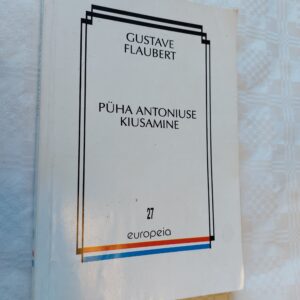 GUSTAVE
FLAUBERT
PÜHA ANTONIUSE
KIUSAMINE
27
europeia